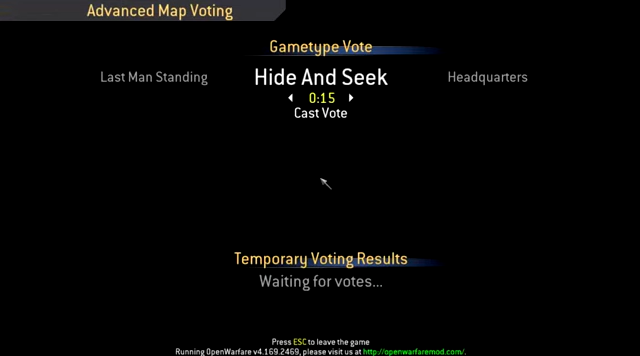 Advanced Map Voting
Gametype Vote
Last Man Standing Hide And Seek Headquarters
0:15
Cast Vote
Temporary Voting Results
Waiting for votes...
Press ESC to leave the game
Running OpenWarfare v4.169.2469, please visit us at http://openwarfaremod.com/.